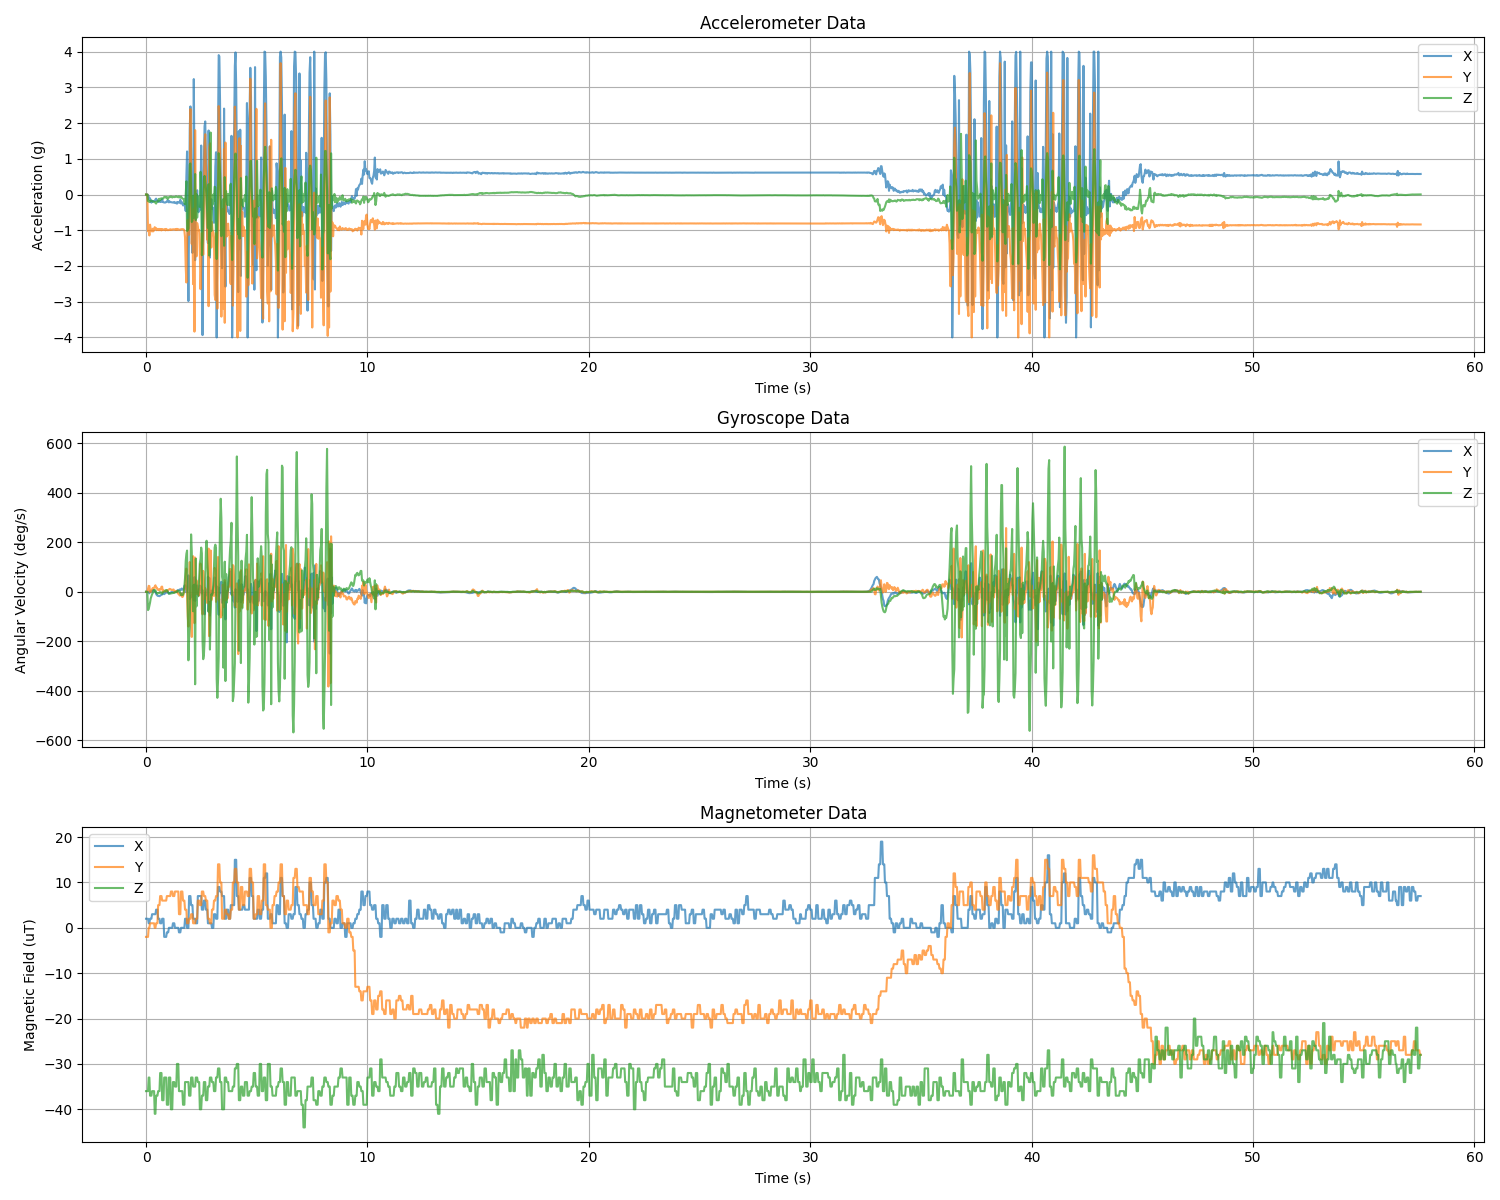 Accelerometer Data
Acceleration (g)
4
3
2
1
0
−1
−2
−3
−4
X
Y
Z
0 10 20 30 40 50 60
Time (s)
Gyroscope Data
Angular Velocity (deg/s)
600
400
200
0
−200
−400
−600
X
Y
Z
0 10 20 30 40 50 60
Time (s)
Magnetometer Data
Magnetic Field (uT)
20
10
0
−10
−20
−30
−40
X
Y
Z
0 10 20 30 40 50 60
Time (s)